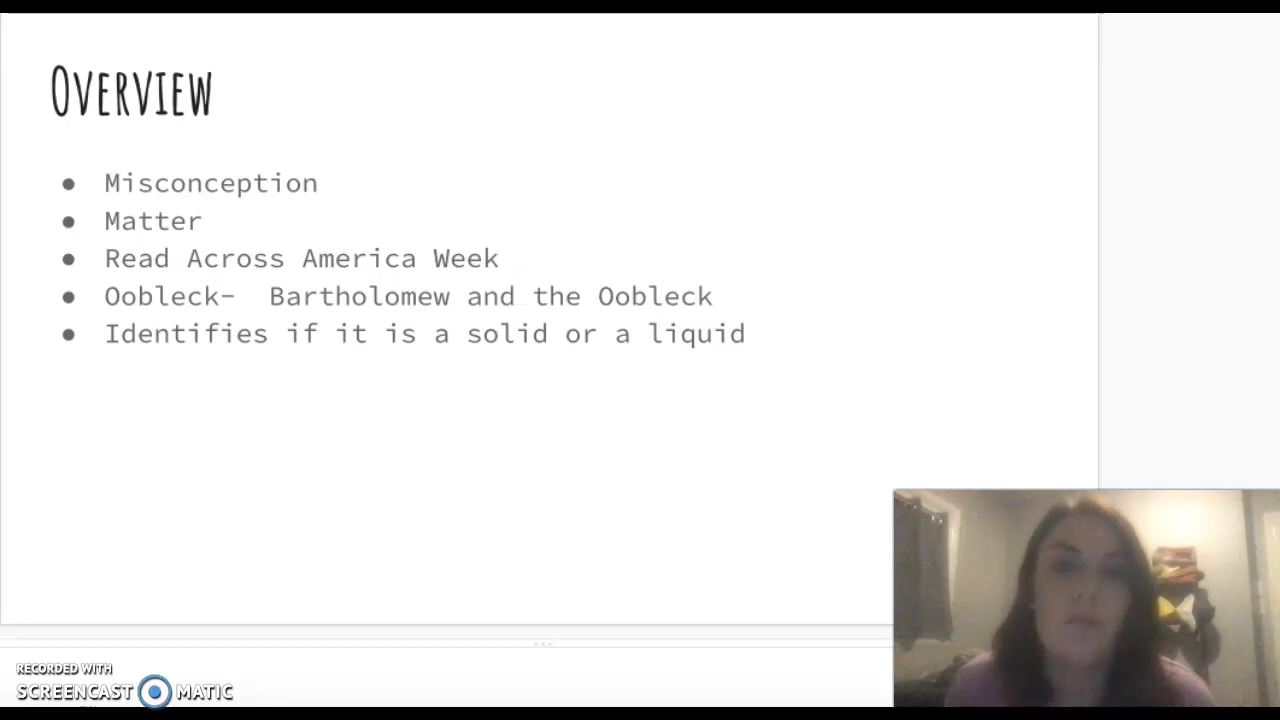 Overview
● Misconception
● Matter
● Read Across America Week
● Oobleck-  Bartholomew and the Oobleck
● Identifies if it is a solid or a liquid
RECORDED WITH
SCREENCAST MATIC